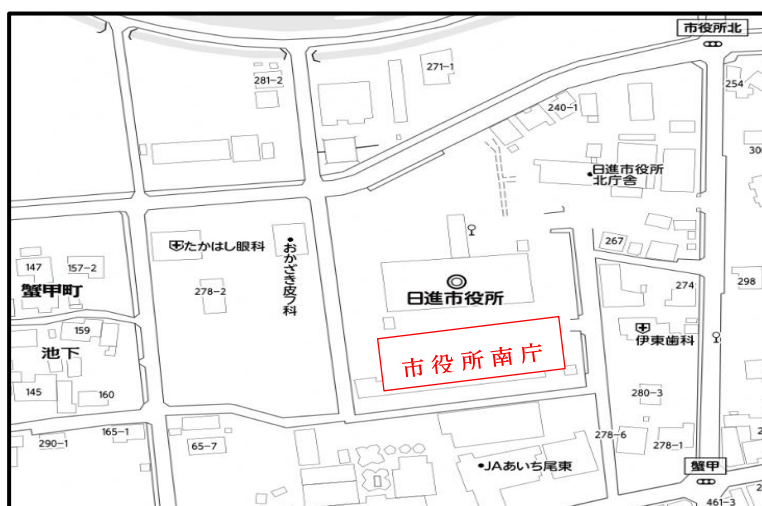 市役所北
271-1
281-2
254
240-1
30
日進市役所
北庁舎
たかはし眼科
おかざき皮フ科
267
147
157-2
蟹甲町
278-2
日進市役所
274
298
159
池下
伊東歯科
市役所南庁
145
160
280-3
165-1
290-1
65-7
278-6
278-1
2
JAあいち尾東
蟹甲
2
461-3